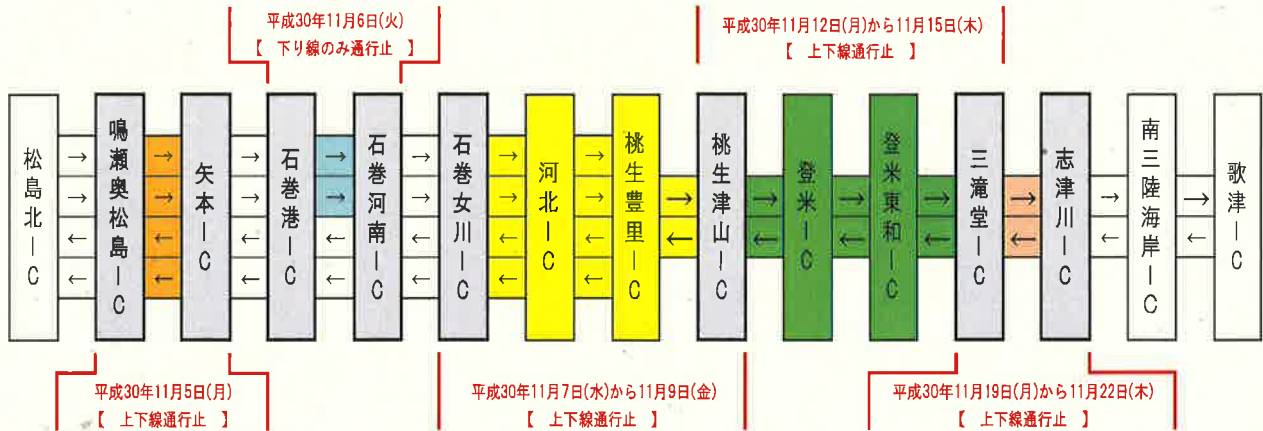 平成30年11月6日(火)
【 下り線のみ通行止 】
平成30年11月12日(月)から11月15日(木)
【 上下線通行止 】
松島北IC
→
→
←
←
鳴瀬奥松島IC
→
→
←
←
矢本IC
→
→
←
←
石巻港IC
→
→
←
←
石巻河南IC
→
→
←
←
石巻女川IC
→
→
←
←
河北IC
→
→
←
←
桃生豊里IC
→
←
桃生津山IC
→
←
登米IC
→
←
登米東和IC
→
←
三滝堂IC
→
←
志津川IC
→
←
南三陸海岸IC
→
←
歌津IC
平成30年11月5日(月)
【 上下線通行止 】
平成30年11月7日(水)から11月9日(金)
【 上下線通行止 】
平成30年11月19日(月)から11月22日(木)
【 上下線通行止 】